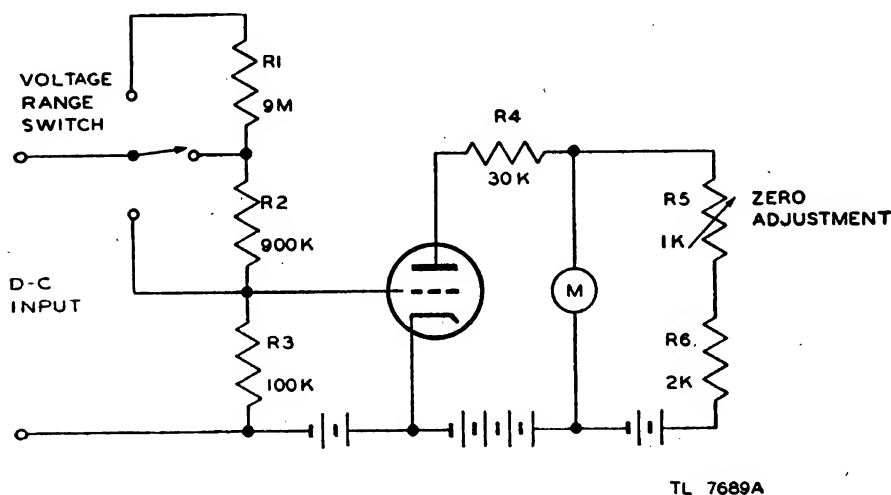 VOLTAGE
RANGE
SWITCH
R1
9M
R2
900K
D-C
INPUT
R3
100K
R4
30K
M
R5
1K
ZERO
ADJUSTMENT
R6
2K
TL 7689A